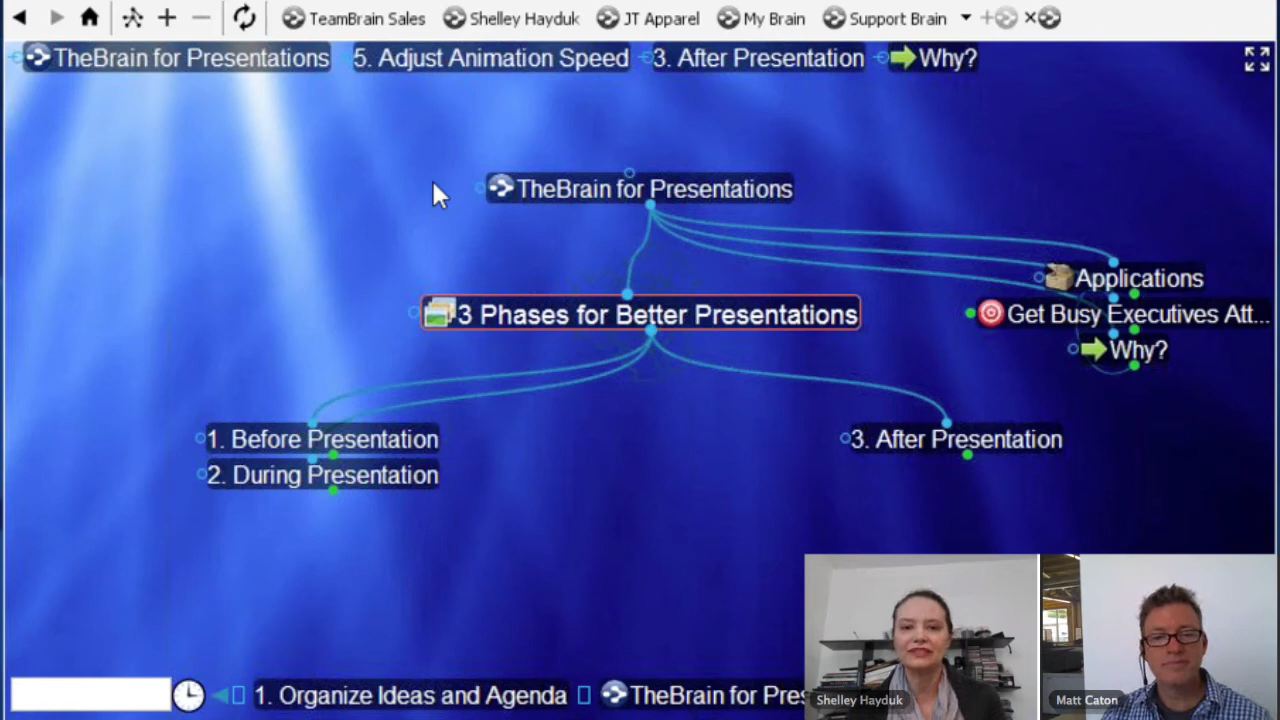 TeamBrain Sales Shelley Hayduk JT Apparel My Brain Support Brain
TheBrain for Presentations 5. Adjust Animation Speed 3. After Presentation Why?
TheBrain for Presentations
Applications
3 Phases for Better Presentations
Get Busy Executives Att...
Why?
1. Before Presentation
3. After Presentation
2. During Presentation
1. Organize Ideas and Agenda TheBrain for Pres
Shelley Hayduk Matt Caton